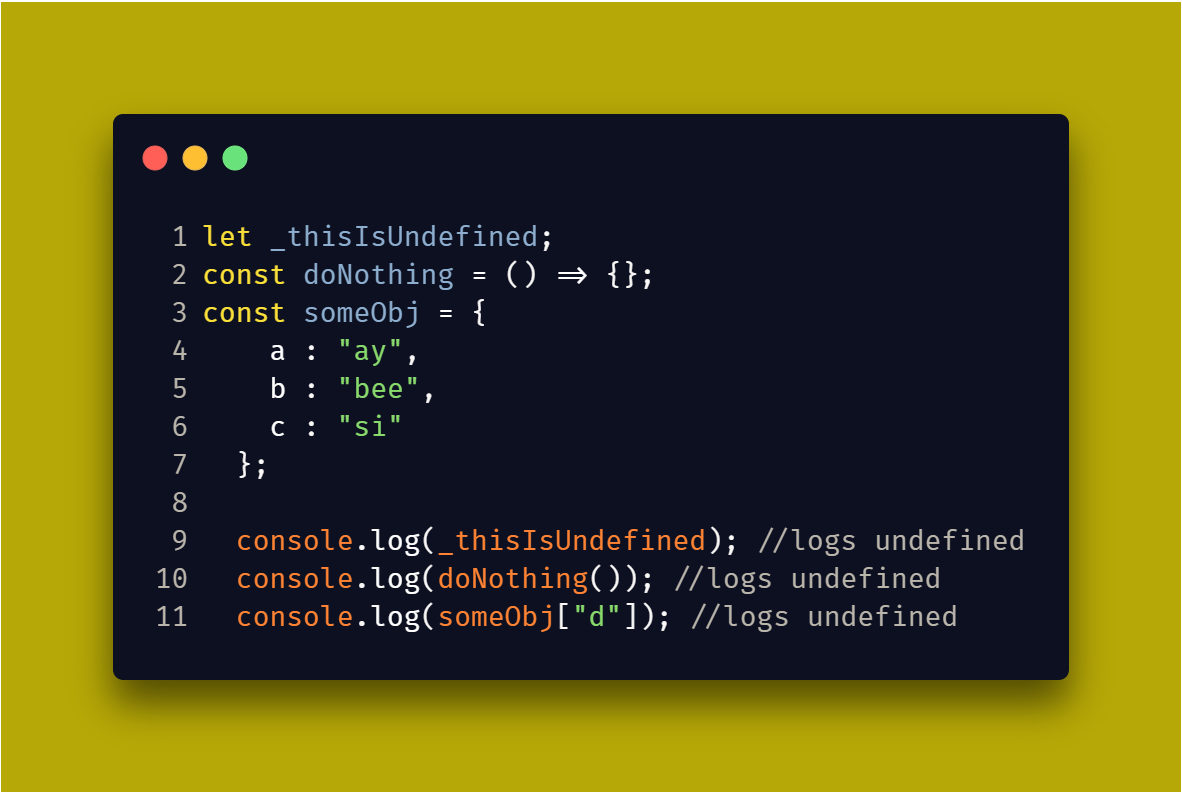 1 let _thisIsUndefined;
2 const doNothing = () => {};
3 const someObj = {
4     a : "ay",
5     b : "bee",
6     c : "si"
7   };
8
9   console.log(_thisIsUndefined); //logs undefined
10   console.log(doNothing()); //logs undefined
11   console.log(someObj["d"]); //logs undefined